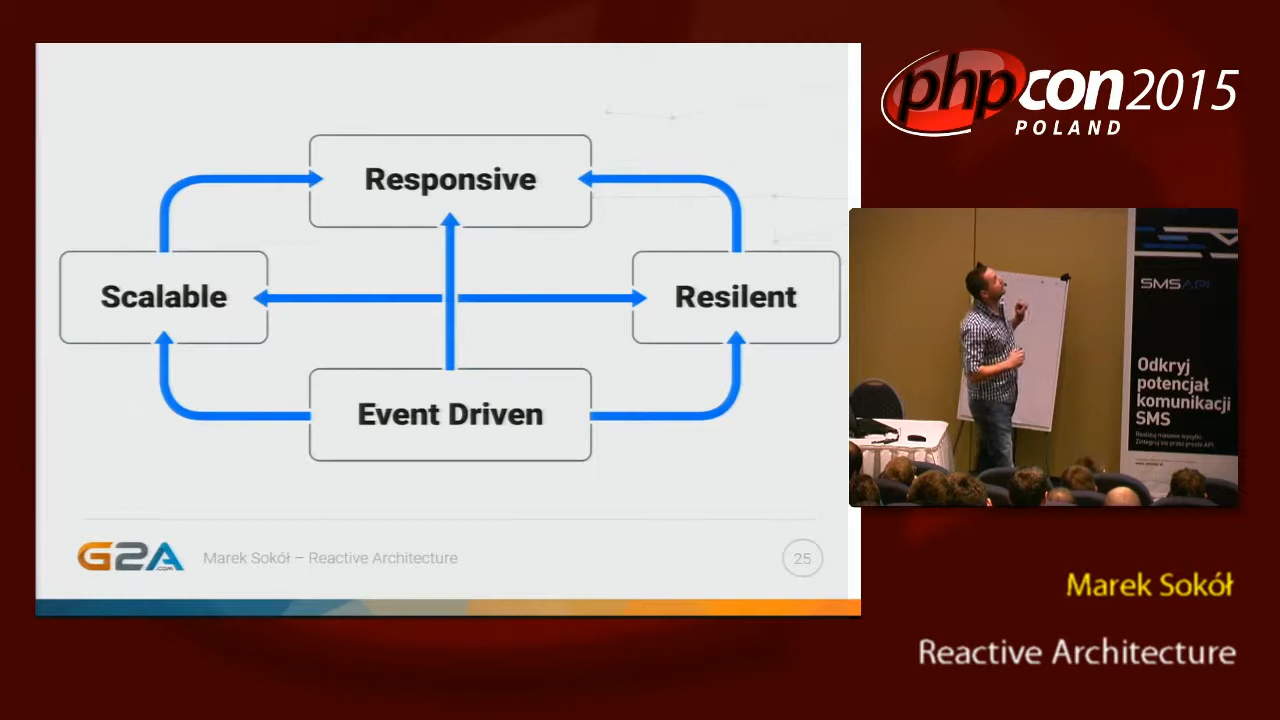 Responsive
Scalable
Resilent
Event Driven
G2A
.COM
Marek Sokół – Reactive Architecture
25
phpcon2015
POLAND
SMSAPI
Odkryj
potencjał
komunikacji
SMS
Marek Sokół
Reactive Architecture